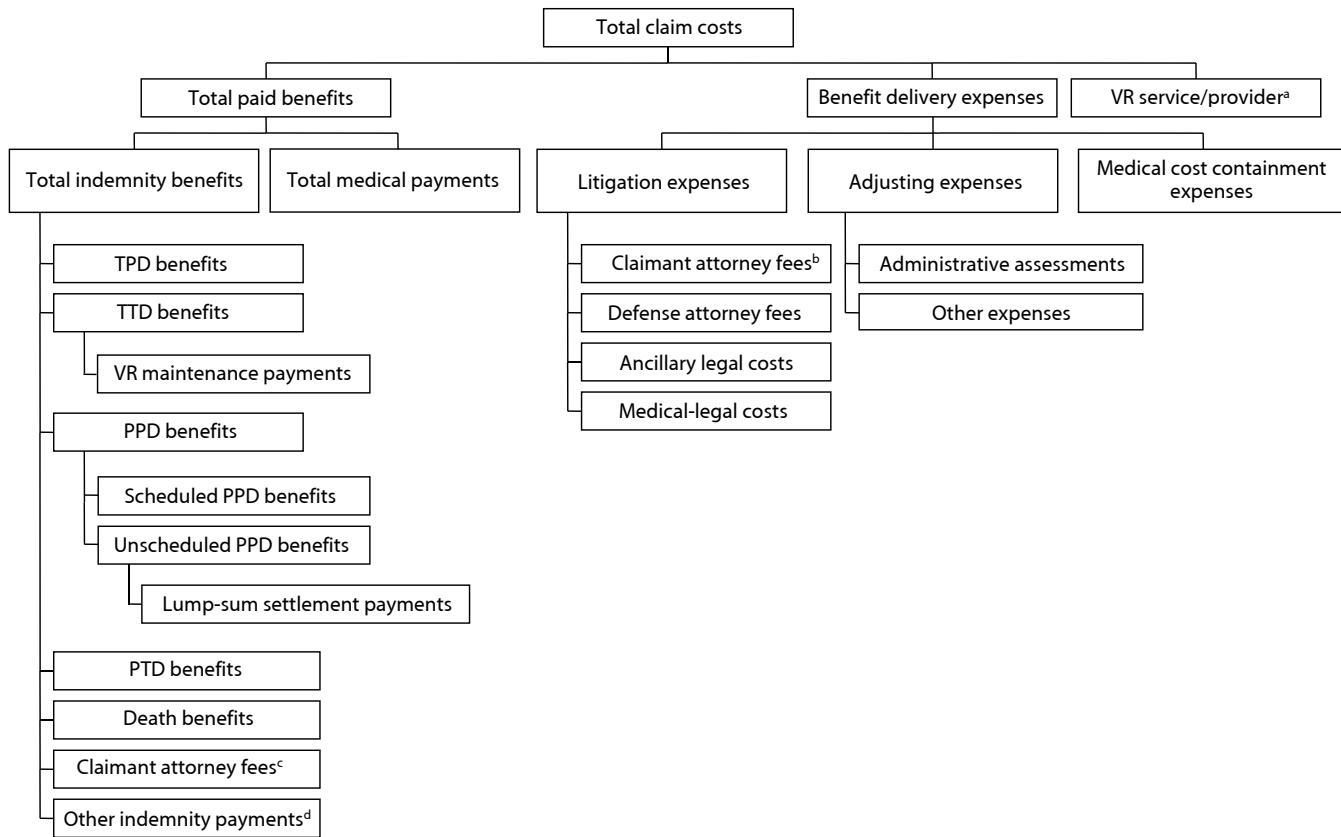 Total claim costs
Total paid benefits
Benefit delivery expenses
VR service/providerᵃ
Total indemnity benefits
Total medical payments
Litigation expenses
Adjusting expenses
Medical cost containment
expenses
TPD benefits
TTD benefits
VR maintenance payments
PPD benefits
Scheduled PPD benefits
Unscheduled PPD benefits
Lump-sum settlement payments
PTD benefits
Death benefits
Claimant attorney feesᶜ
Other indemnity paymentsᵈ
Claimant attorney feesᵇ
Defense attorney fees
Ancillary legal costs
Medical-legal costs
Administrative assessments
Other expenses